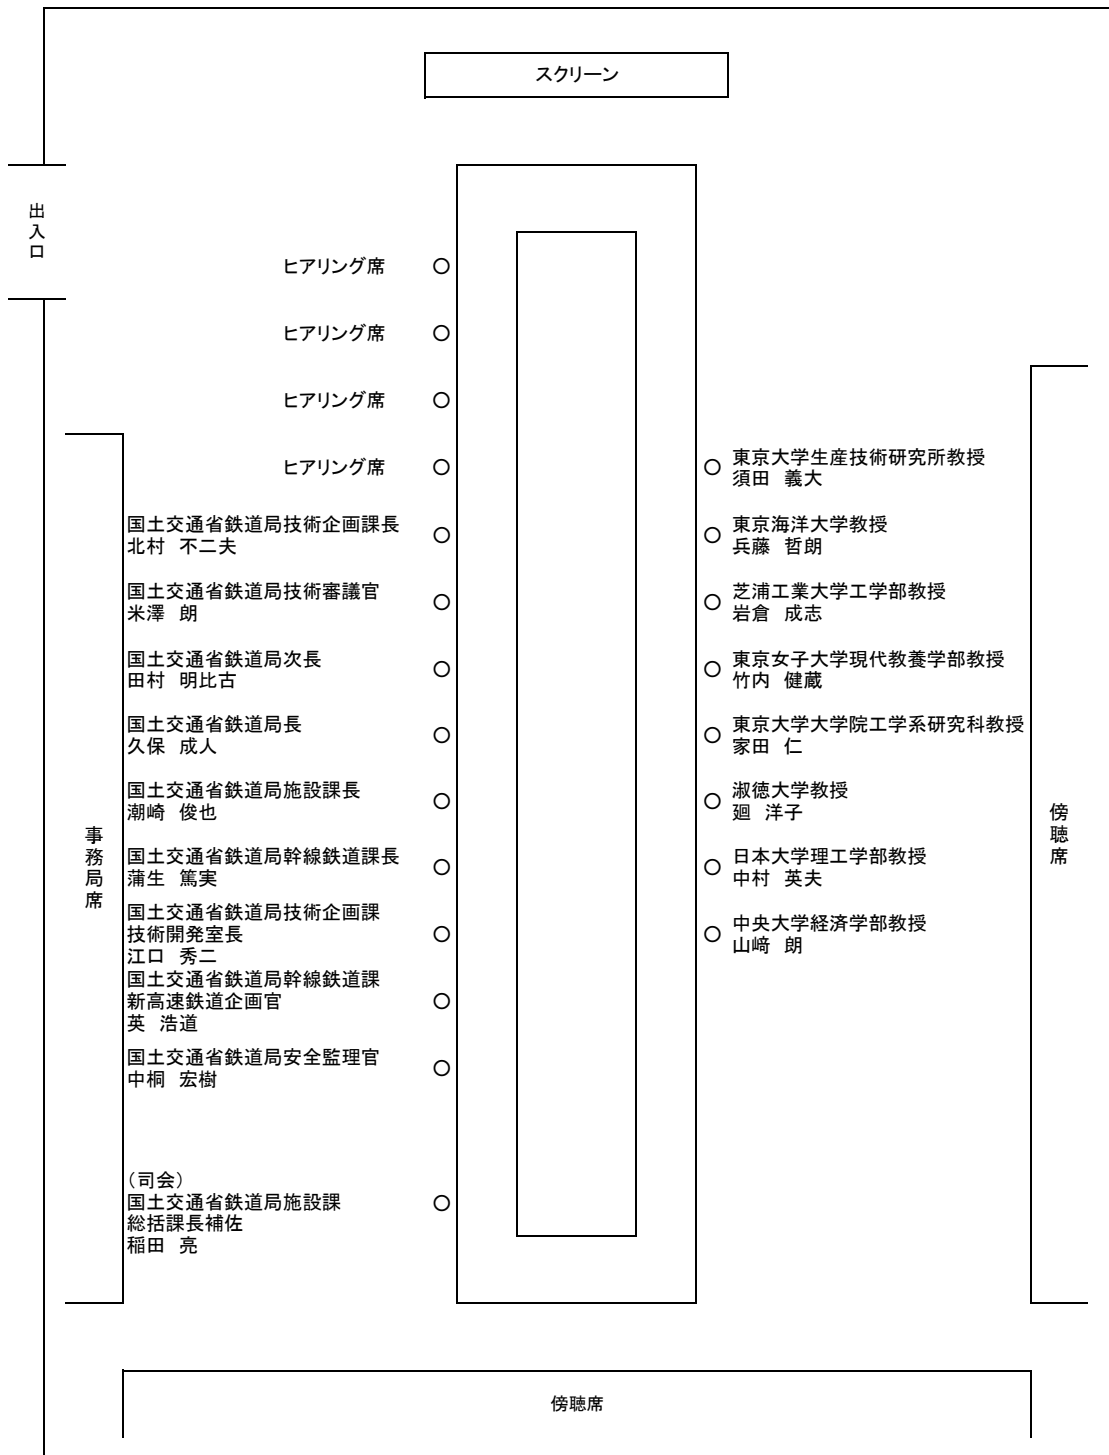 スクリーン
出入口
ヒアリング席
ヒアリング席
ヒアリング席
ヒアリング席
国土交通省鉄道局技術企画課長
北村　不二夫
国土交通省鉄道局技術審議官
米澤　朗
国土交通省鉄道局次長
田村　明比古
国土交通省鉄道局長
久保　成人
国土交通省鉄道局施設課長
潮崎　俊也
国土交通省鉄道局幹線鉄道課長
蒲生　篤実
国土交通省鉄道局技術企画課
技術開発室長
江口　秀二
国土交通省鉄道局幹線鉄道課
新高速鉄道企画官
英　浩道
国土交通省鉄道局安全監理官
中桐　宏樹
（司会）
国土交通省鉄道局施設課
総括課長補佐
稲田　亮
事務局席
東京大学生産技術研究所教授
須田　義大
東京海洋大学教授
兵藤　哲朗
芝浦工業大学工学部教授
岩倉　成志
東京女子大学現代教養学部教授
竹内　健蔵
東京大学大学院工学系研究科教授
家田　仁
淑徳大学教授
廻　洋子
日本大学理工学部教授
中村　英夫
中央大学経済学部教授
山﨑　朗
傍聴席
傍聴席